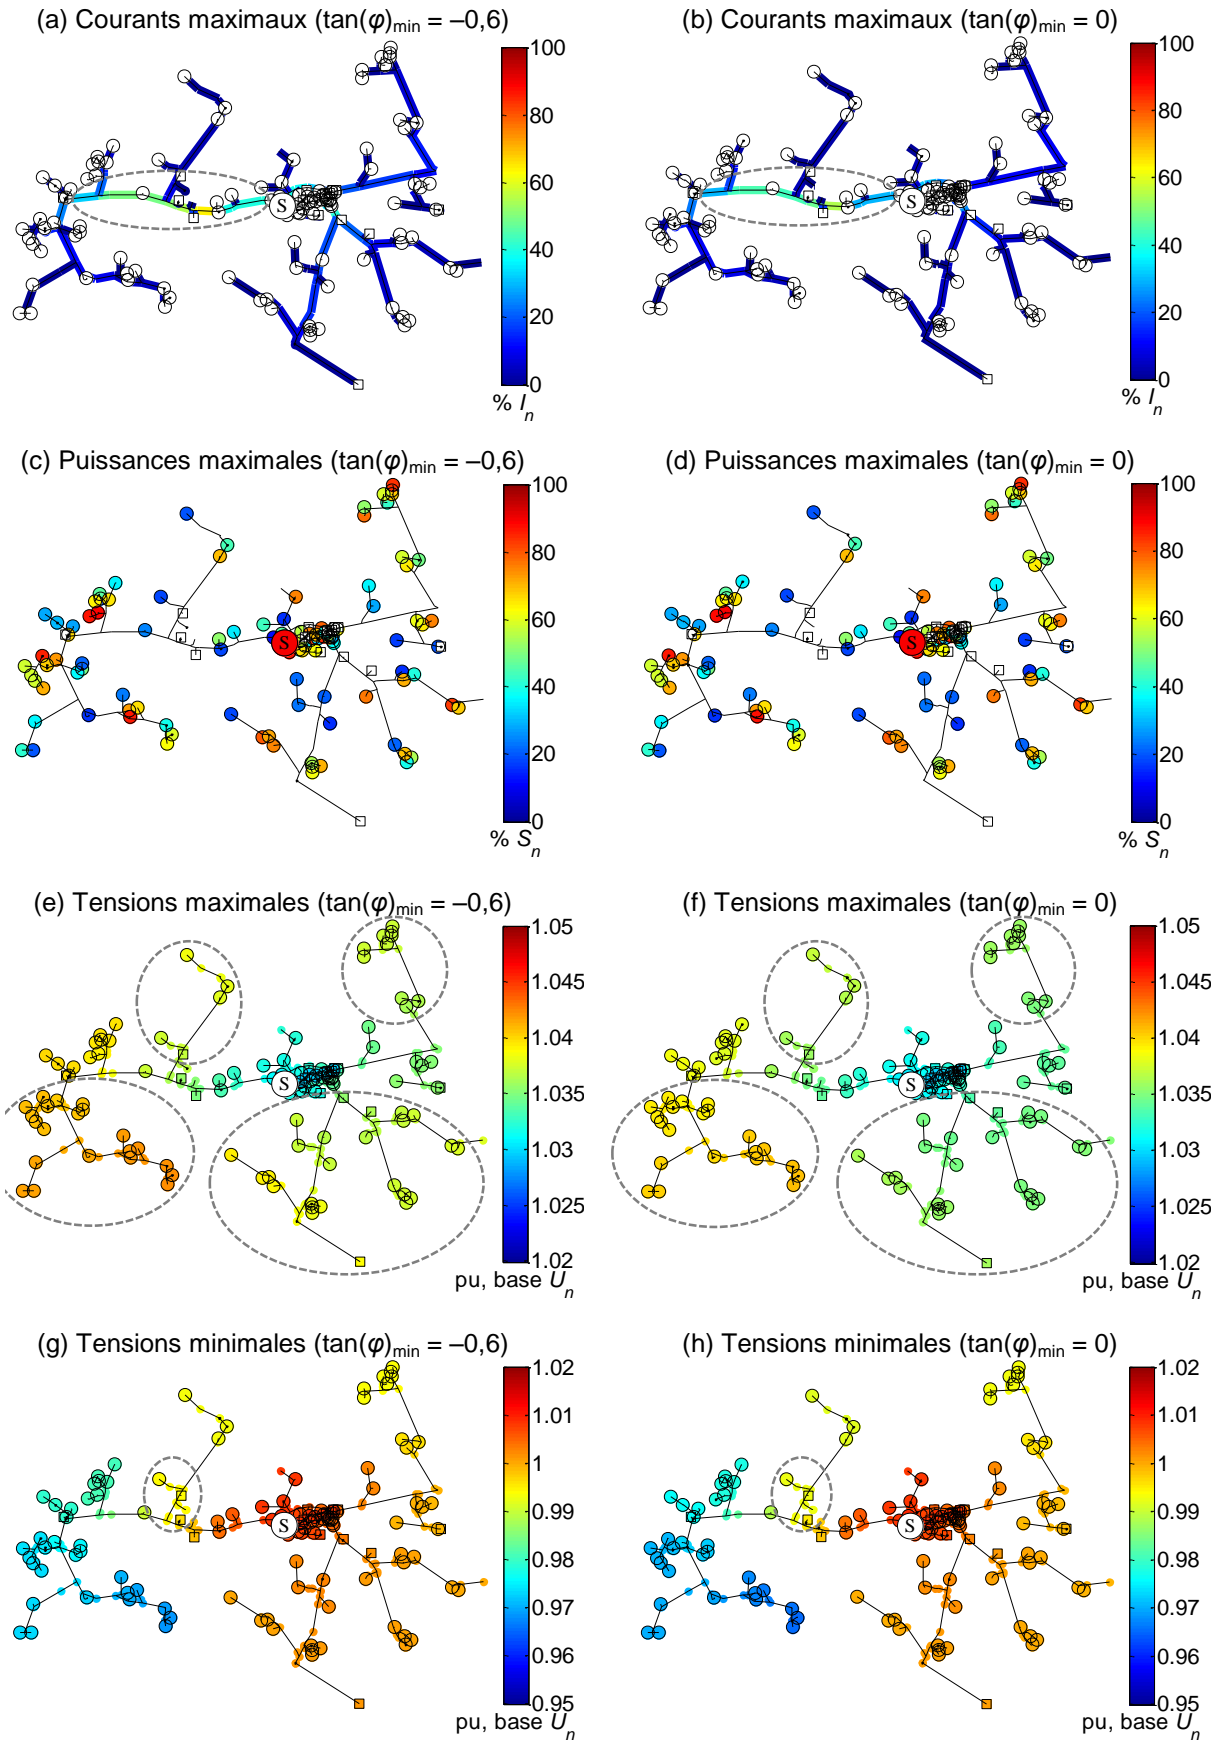 (a) Courants maximaux (tan(φ)min = –0,6)
(b) Courants maximaux (tan(φ)min = 0)
100
80
60
40
20
0
% In
S
100
80
60
40
20
0
% In
S
(c) Puissances maximales (tan(φ)min = –0,6)
(d) Puissances maximales (tan(φ)min = 0)
100
80
60
40
20
0
% Sn
S
100
80
60
40
20
0
% Sn
S
(e) Tensions maximales (tan(φ)min = –0,6)
(f) Tensions maximales (tan(φ)min = 0)
1.05
1.045
1.04
1.035
1.03
1.025
1.02
pu, base Un
S
1.05
1.045
1.04
1.035
1.03
1.025
1.02
pu, base Un
S
(g) Tensions minimales (tan(φ)min = –0,6)
(h) Tensions minimales (tan(φ)min = 0)
1.02
1.01
1
0.99
0.98
0.97
0.96
0.95
pu, base Un
S
1.02
1.01
1
0.99
0.98
0.97
0.96
0.95
pu, base Un
S